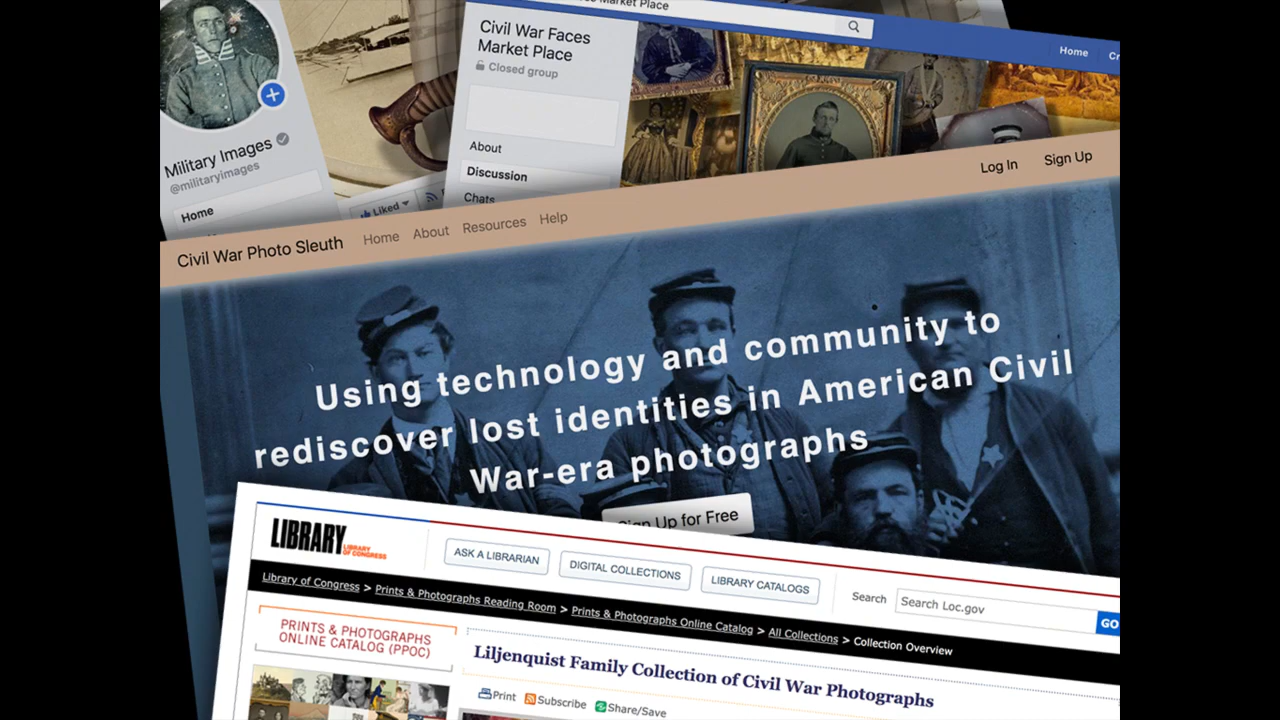 Market Place
Civil War Faces
Market Place
Closed group
Home
About
Discussion
Chats
Military Images
@militaryimages
Home
Liked
Log In
Sign Up
Civil War Photo Sleuth
Home
About
Resources
Help
Using technology and community to
rediscover lost identities in American Civil
War-era photographs
Sign Up for Free
LIBRARY
LIBRARY
OF CONGRESS
ASK A LIBRARIAN
DIGITAL COLLECTIONS
LIBRARY CATALOGS
Search
Search Loc.gov
GO
Library of Congress > Prints & Photographs Reading Room > Prints & Photographs Online Catalog > All Collections > Collection Overview
PRINTS & PHOTOGRAPHS
ONLINE CATALOG (PPOC)
Liljenquist Family Collection of Civil War Photographs
Print
Subscribe
Share/Save